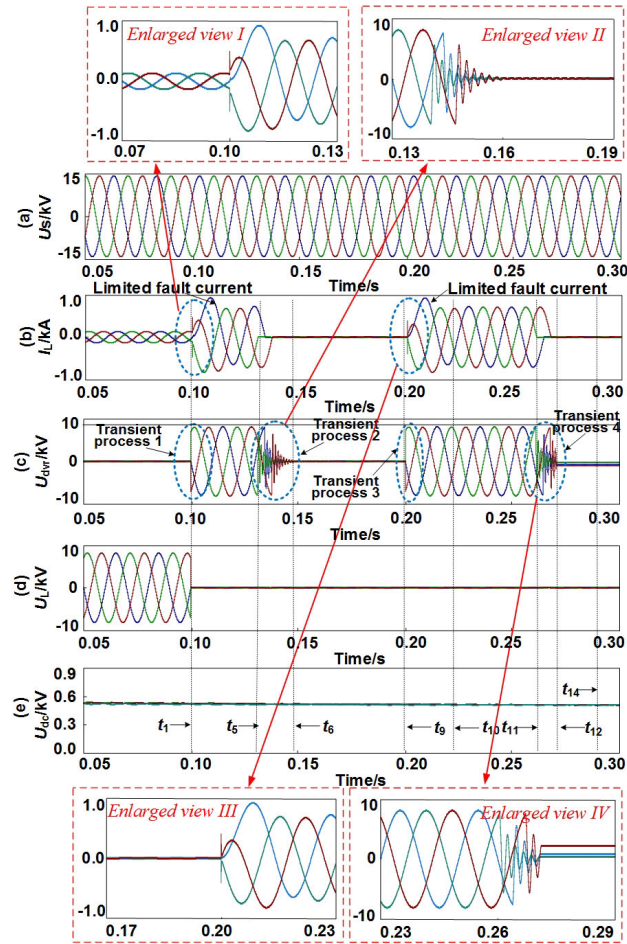 1.0
Enlarged view I
0.0
-1.0
0.07 0.10 0.13
10
Enlarged view II
0
-10
0.13 0.16 0.19
(a)
Us/kV
15
0
-15
0.05 0.10 0.15 0.20 0.25 0.30
Time/s
Limited fault current
Limited fault current
(b)
IL/kA
1.0
0.0
-1.0
0.05 0.10 0.15 0.20 0.25 0.30
Time/s
(c)
Udvr/kV
10
0
-10
Transient
process 1
Transient
process 2
Transient
process 3
Transient
process 4
0.05 0.10 0.15 0.20 0.25 0.30
Time/s
(d)
UL/kV
10
0
-10
0.05 0.10 0.15 0.20 0.25 0.30
Time/s
(e)
Udc/kV
0.9
0.6
0.3
0.0
t14
t1
t5
t6
t9
t10
t11
t12
0.05 0.10 0.15 0.20 0.25 0.30
Time/s
Enlarged view III
1.0
0.0
-1.0
0.17 0.20 0.23
Enlarged view IV
10
0
-10
0.23 0.26 0.29